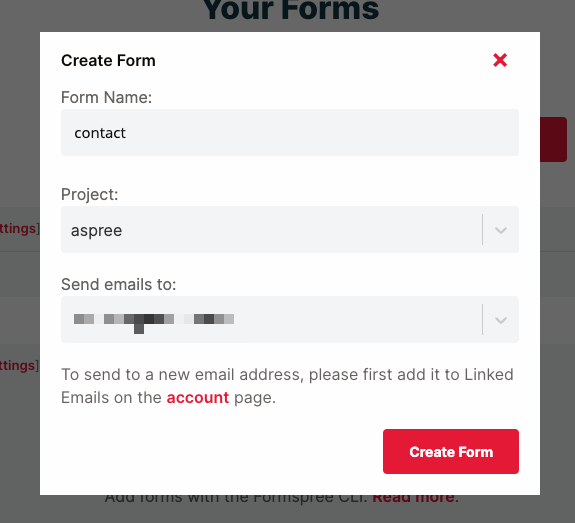 Your Forms
Create Form
Form Name:
contact
Project:
ttings]
aspree
Send emails to:
ttings]
To send to a new email address, please first add it to Linked
Emails on the account page.
Create Form
Add forms with the Formspree CLI. Read more.